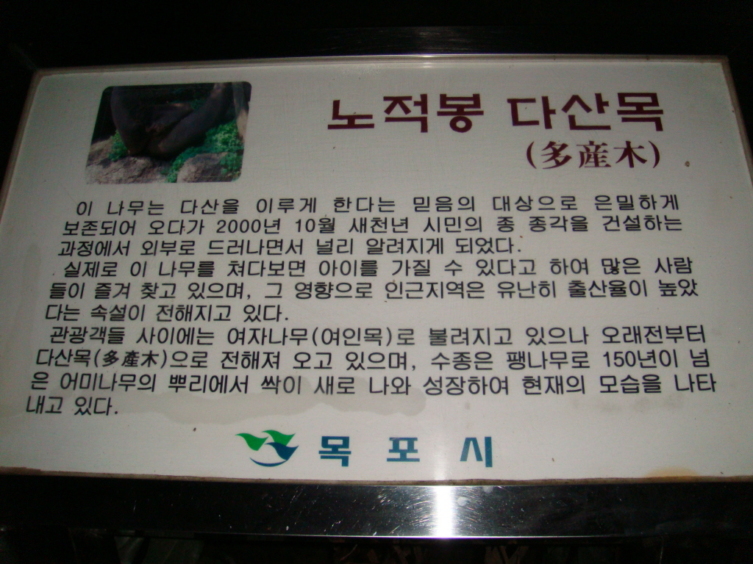 노적봉 다산목
(多産木)
이 나무는 다산을 이루게 한다는 믿음의 대상으로 은밀하게
보존되어 오다가 2000년 10월 새천년 시민의 종 종각을 건설하는
과정에서 외부로 드러나면서 널리 알려지게 되었다.
실제로 이 나무를 쳐다보면 아이를 가질 수 있다고 하여 많은 사람
들이 즐겨 찾고 있으며, 그 영향으로 인근지역은 유난히 출산율이 높았
다는 속설이 전해지고 있다.
관광객들 사이에는 여자나무(여인목)로 불려지고 있으나 오래전부터
다산목(多産木)으로 전해져 오고 있으며, 수종은 팽나무로 150년이 넘
은 어미나무의 뿌리에서 싹이 새로 나와 성장하여 현재의 모습을 나타
내고 있다.
목포시